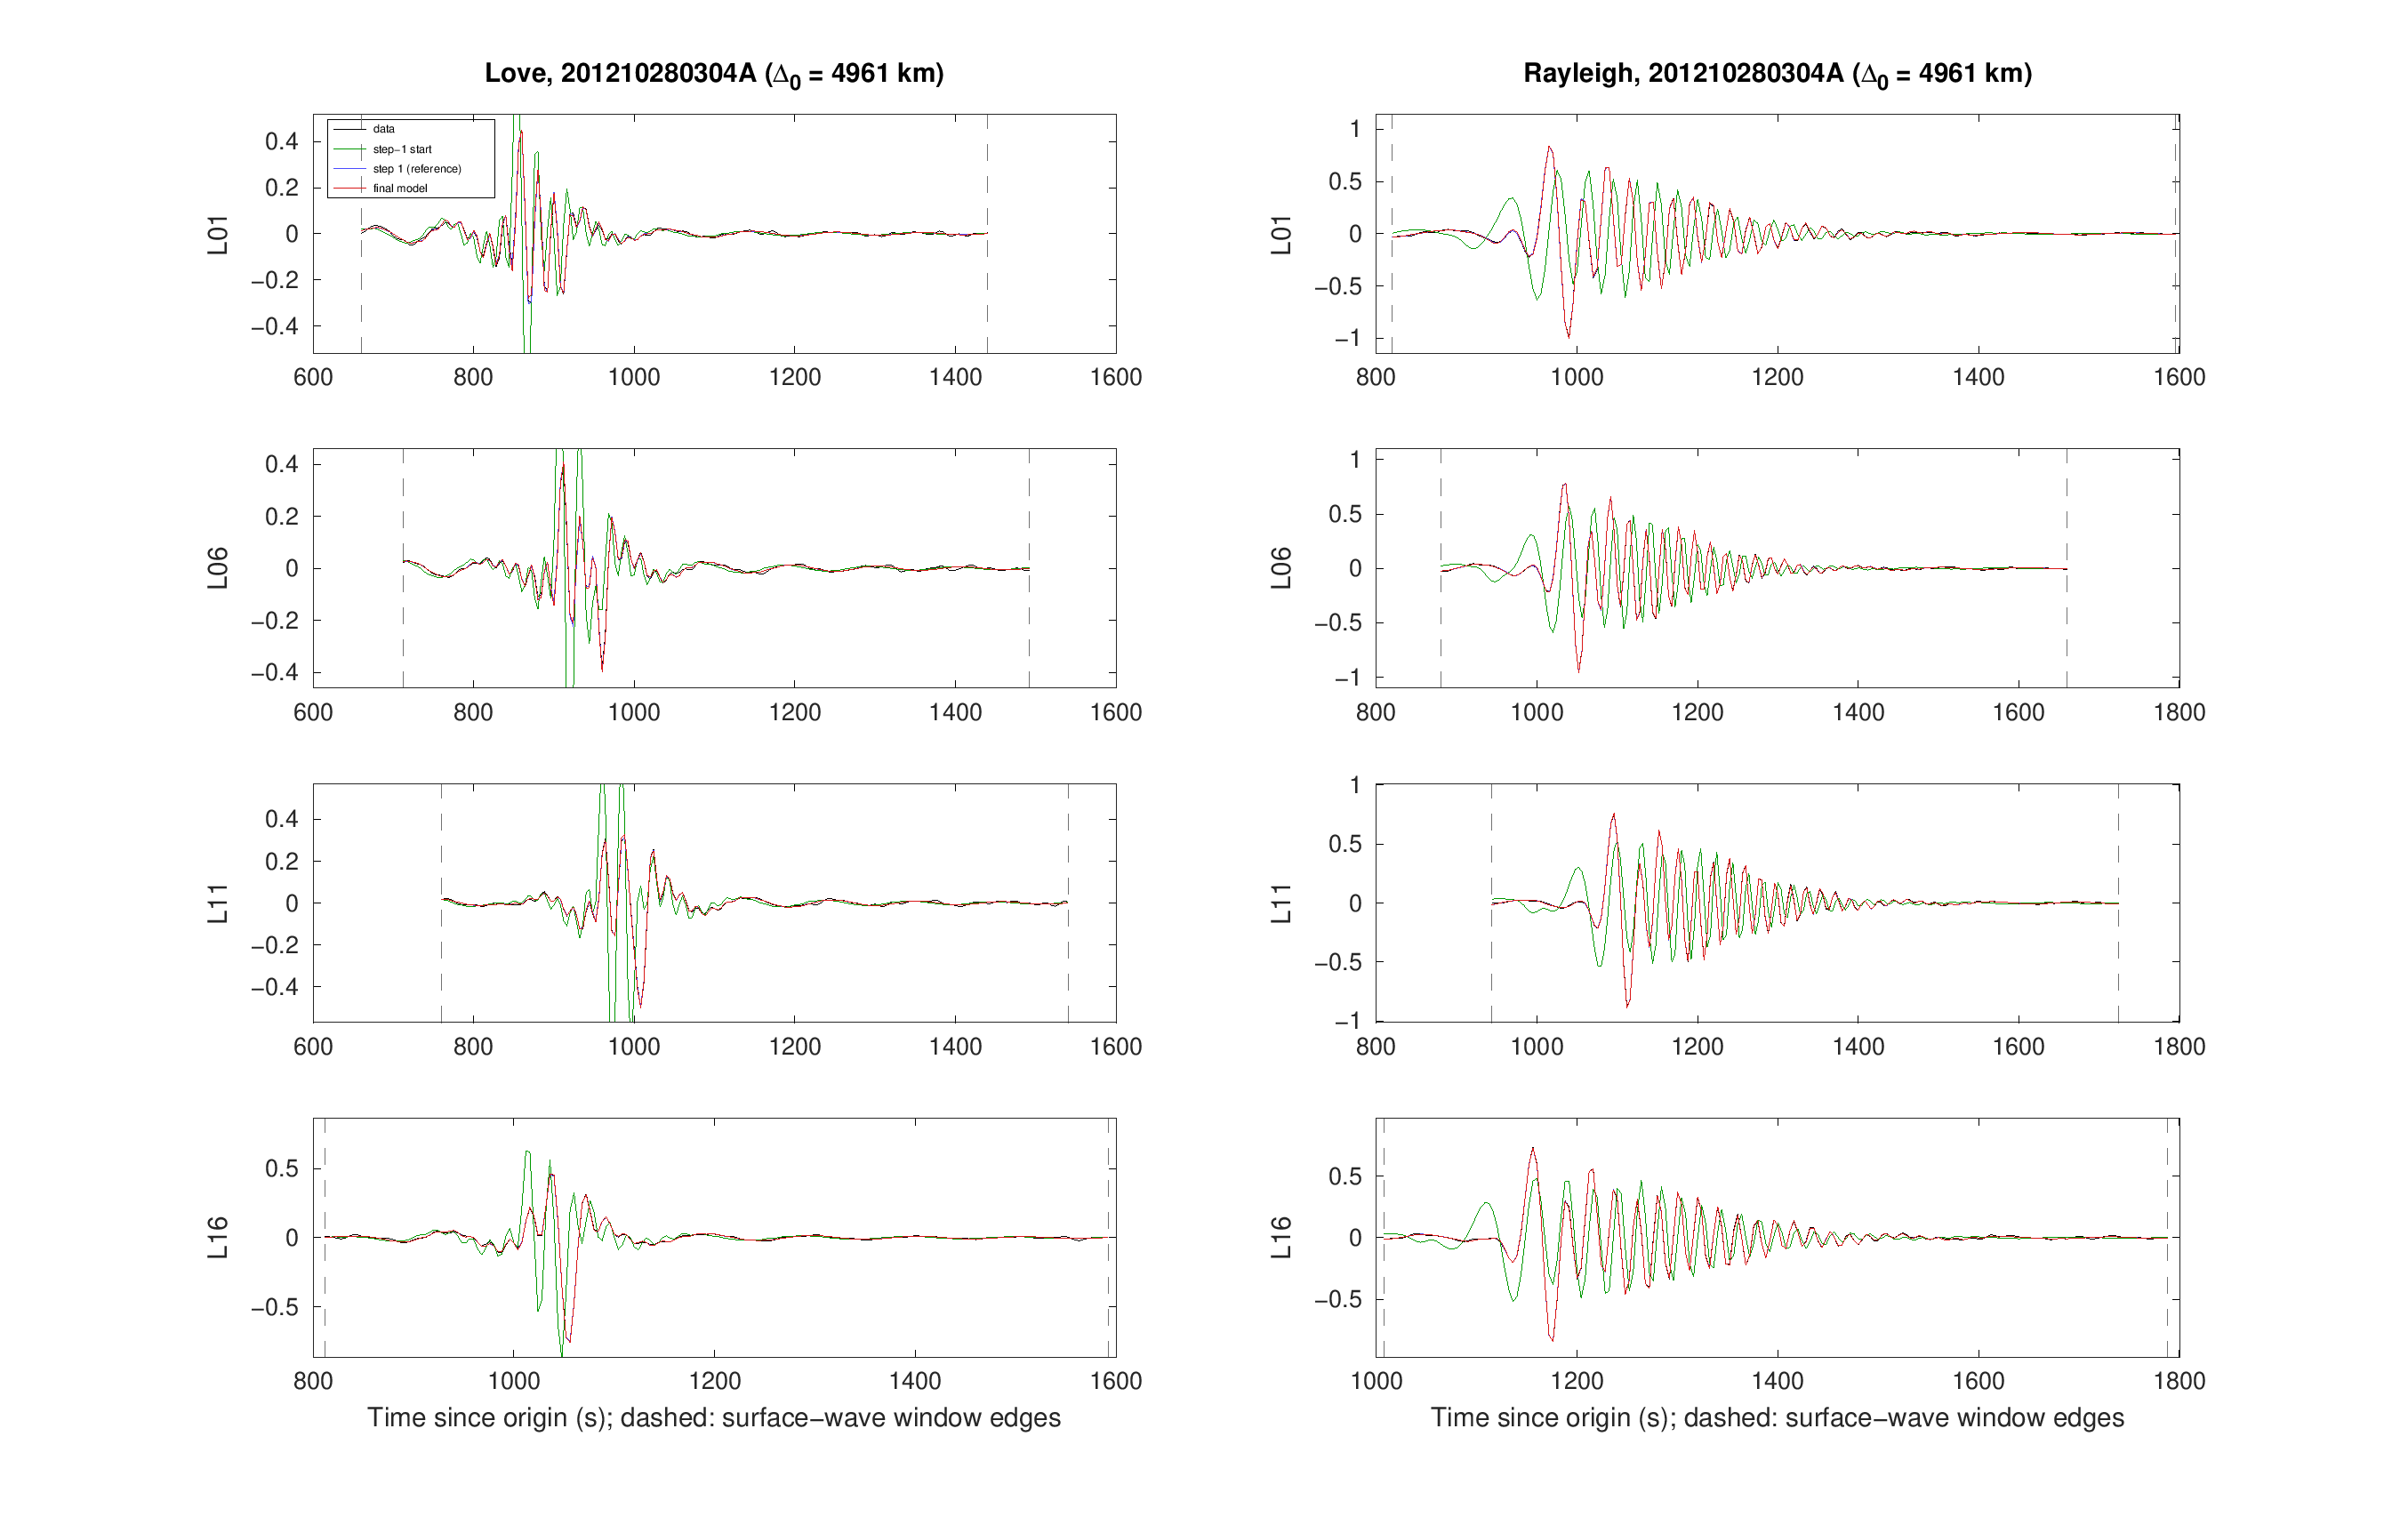 Love, 201210280304A (Δ0 = 4961 km)
L01
0.4
0.2
0
−0.2
−0.4
data
step−1 start
step 1 (reference)
final model
600 800 1000 1200 1400 1600
L06
0.4
0.2
0
−0.2
−0.4
600 800 1000 1200 1400 1600
L11
0.4
0.2
0
−0.2
−0.4
600 800 1000 1200 1400 1600
L16
0.5
0
−0.5
800 1000 1200 1400 1600
Time since origin (s); dashed: surface−wave window edges
Rayleigh, 201210280304A (Δ0 = 4961 km)
L01
1
0.5
0
−0.5
−1
800 1000 1200 1400 1600
L06
1
0.5
0
−0.5
−1
800 1000 1200 1400 1600 1800
L11
1
0.5
0
−0.5
−1
800 1000 1200 1400 1600 1800
L16
0.5
0
−0.5
1000 1200 1400 1600 1800
Time since origin (s); dashed: surface−wave window edges